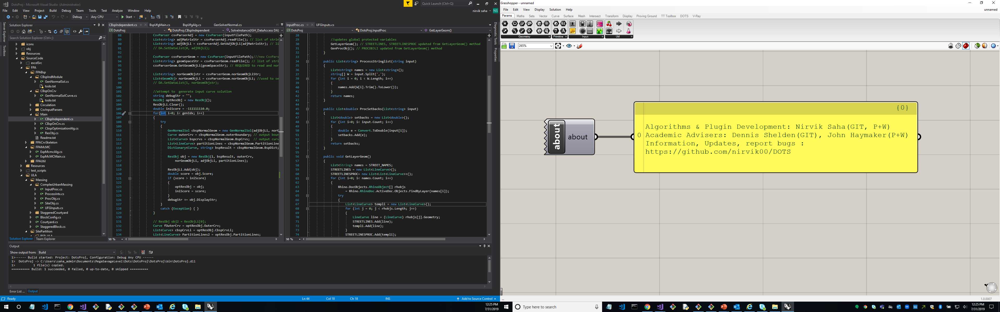 DotsProj - Microsoft Visual Studio (Administrator)
Quick Launch (Ctrl+Q)
File Edit View Project Build Debug Team Tools Test Analyze Window Help
nirvik saha NS
Debug Any CPU Start
Server Explorer
Toolbox
Solution Explorer
Search Solution Explorer (Ctrl+;)
icons
obj
Resources
SourceCode
excelSrc
FPA
FPABsp
CBspIndModule
GenNormalSol.cs
todo.txt
CBspOnCrv
GenNormalSolCurve.cs
todo.txt
Circulation
CsvInputParsers
Main
CBspIndependent.cs
CBspOnCrv.cs
CbspOptimizationAlg.cs
ResObj.cs
Readme.txt
FPACrvSkeleton
FPAMcMC
ExpMcmcAlg.cs
ExpMcMCMain.cs
FPAUtil
Resources
test_scripts
ULA
Massing
ComplexUrbanMassing
InputProc.cs
ProcessIntx.cs
ProcObj.cs
SiteObj.cs
UFGInputs.cs
StaggeredCourtyard
BlockConfig.cs
Courtyard.cs
StaggeredBlock.cs
SitePartition
Solution Explorer Team Explorer
CBspIndependent.cs BspUfgMain.cs BspUfgAlg.cs GenSolverNormal.cs
DotsProj DotsProj.CBspIndependent SolveInstance(IGH_DataAccess DA)
88 CsvParser csvParserAdj = new CsvParser(inputFilePath);
89 List<string> adjMatrixStr = csvParserAdj.readFile(); // list of strin
90 List<string> adjObjLi = csvParserAdj.GetAdjObjLi(adjMatrixStr); // li
91 // DA.SetDataList(0, adjObjLi);
92
93 CsvParser csvParserGeom = new CsvParser(inputFilePath);///new CsvPars
94 List<string> geomSpaceStr = csvParserGeom.readFile(); // list of stri
95 csvParserGeom.GetGeomObjLi(geomSpaceStr); // REQUIRED to read and nor
96
97 List<string> norGeomObjstr = csvParserGeom.norGeomObjLiStr;
98 List<GeomObj> norGeomObjLi = csvParserGeom.norGeomObjLi; //used to se
99 // DA.SetDataList(1, norGeomObjstr);
100
101 //attempt to generate input curve solution
102 string debugStr = "";
103 ResObj optResObj = new ResObj();
104 ResObjLi.Clear();
105 double iniScore = -111111110.0;
106 for(int i=0; i< genIdx; i++)
107 {
108 try
109 {
110 GenNormalSol cbspNormalGeom = new GenNormalSol(adjObjLi, norG
111 Curve outerCrv = cbspNormalGeom.outerBoundary; // output boun
112 List<Curve> bspcrvs = cbspNormalGeom.BspCrvs; // output curv
113 List<LineCurve> partitionLines = cbspNormalGeom.PartitionLine
114 Dictionary<Curve, string> bspResult = cbspNormalGeom.BspDict;
115
116 ResObj obj = new ResObj(i, bspResult, outerCrv,
117 norGeomObjLi, adjObjLi, partitionLines);
118
119 ResObjLi.Add(obj);
120 double score = obj.Score;
121 if (score > iniScore)
122 {
123 optResObj = obj;
124 iniScore = score;
125 }
126 debugStr += obj.DisplayStr;
127 }
128 catch (Exception) { }
129 }
130
131 // ResObj obj2 = ResObjLi[0];
132 Curve fOuterCrv = optResObj.OuterCrv;
133 List<Curve> cbspCrvLi = optResObj.CbspCrvLi;
134 List<LineCurve> PartitionLines2 = optResObj.PartitionLines;
98 %
InputProc.cs UFGInputs.cs
DotsProj DotsProj.InputProc GetLayerGeom()
28
29 //updates global protected variables
30 GetLayerGeom(); // STREETLINES, STREETLINESPROC updated from GetLayerGeom() method
31 GenProcObj(); // PROCOBJLI updated from GetLayerGeom() method
32 }
33
34 public List<string> ProcessStringlist(string input)
35 {
36 List<string> names = new List<string>();
37 string[] W = input.Split(',');
38 for (int i = 0; i < W.Length; i++)
39 {
40 names.Add(W[i].Trim().ToLower());
41 }
42 return names;
43 }
44
45 public List<double> ProcSetbacks(List<string> input)
46 {
47 List<double> setbacks = new List<double>();
48 for (int i=0; i< input.Count; i++)
49 {
50 double e = Convert.ToDouble(input[i]);
51 setbacks.Add(e);
52 }
53 return setbacks;
54 }
55
56 public void GetLayerGeom()
57 {
58 List<String> names = STREET_NAMES;
59 STREETLINES = new List<LineCurve>();
60 STREETLINESPROC= new List<List<LineCurve>>();
61 for (int i=0; i< names.Count; i++)
62 {
63 Rhino.DocObjects.RhinoObject[] rhobjs
64 = Rhino.RhinoDoc.ActiveDoc.Objects.FindByLayer(names[i]);
65 try
66 {
67 List<LineCurve> templi = new List<LineCurve>();
68 for (int j = 0; j < rhobjs.Length; j++)
69 {
70 LineCurve line = (LineCurve) rhobjs[j].Geometry;
71 STREETLINES.Add(line);
72 templi.Add(line);
73 }
74 STREETLINESPROC.Add(templi);
98 %
Diagnostic Tools
Properties
Output
Show output from: Build
1>------ Build started: Project: DotsProj, Configuration: Debug Any CPU ------
1> DotsProj -> C:\Users\saha_admin\Documents\MegaSavageLevel\Dots\DotsProj\DotsProj\bin\DotsProj.dll
1> 1 file(s) copied.
========== Build: 1 succeeded, 0 failed, 0 up-to-date, 0 skipped ==========
Error List ... Output
Ready Ln 44 Col 18 Ch 18 INS Add to Source Control
12:25 PM
7/31/2019
Grasshopper - unnamed
File Edit View Display Solution Help
unnamed
Params Maths Sets Vector Curve Surface Mesh Intersect Transform Display Proving Ground TT Toolbox DOTS V-Ray
Geometry Primitive Input Util
265%
about
about
{0}
0 Algorithms & Plugin Development: Nirvik Saha(GIT, P+W)
Academic Advisers: Dennis Shelden(GIT), John Haymaker(P+W)
Information, Updates, report bugs :
https://github.com/nirvik00/DOTS
...
1.0.0007
Type here to search
12:25 PM
7/31/2019